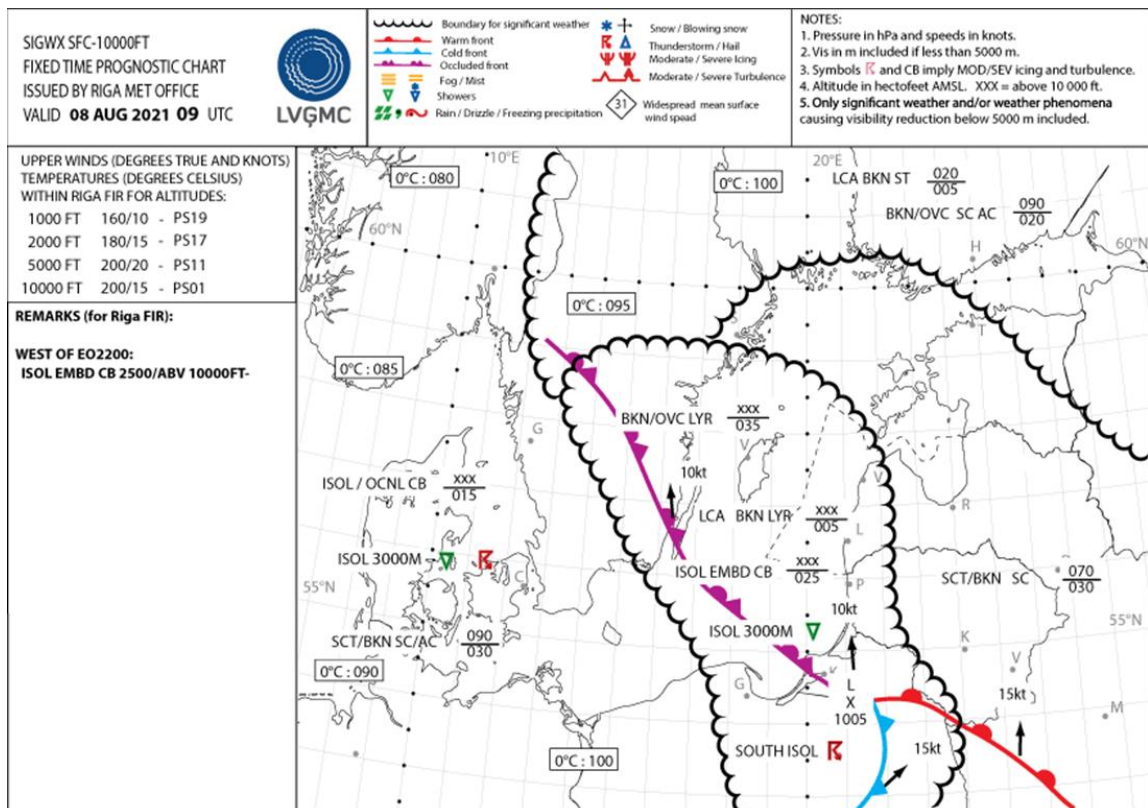 SIGWX SFC-10000FT
FIXED TIME PROGNOSTIC CHART
ISSUED BY RIGA MET OFFICE
VALID 08 AUG 2021 09 UTC
LVĢMC
Boundary for significant weather
Warm front
Cold front
Occluded front
Fog / Mist
Showers
Rain / Drizzle / Freezing precipitation
Snow / Blowing snow
Thunderstorm / Hail
Moderate / Severe Icing
Moderate / Severe Turbulence
31
Widespread mean surface
wind spead
NOTES:
1. Pressure in hPa and speeds in knots.
2. Vis in m included if less than 5000 m.
3. Symbols and CB imply MOD/SEV icing and turbulence.
4. Altitude in hectofeet AMSL. XXX = above 10 000 ft.
5. Only significant weather and/or weather phenomena
causing visibility reduction below 5000 m included.
UPPER WINDS (DEGREES TRUE AND KNOTS)
TEMPERATURES (DEGREES CELSIUS)
WITHIN RIGA FIR FOR ALTITUDES:
1000 FT 160/10 - PS19
2000 FT 180/15 - PS17
5000 FT 200/20 - PS11
10000 FT 200/15 - PS01
REMARKS (for Riga FIR):
WEST OF EO2200:
ISOL EMBD CB 2500/ABV 10000FT-
10°E
20°E
0°C : 080
0°C : 100
LCA BKN ST 020
005
BKN/OVC SC AC 090
020
60°N
H
60°N
0°C : 095
T
0°C : 085
BKN/OVC LYR XXX
035
G
V
10kt
V
ISOL / OCNL CB XXX
015
LCA BKN LYR XXX
005
R
L
ISOL 3000M
ISOL EMBD CB XXX
025
SCT/BKN SC 070
030
C
P
55°N
10kt
55°N
ISOL 3000M
SCT/BKN SC/AC 090
030
K
V
0°C : 090
K
G
L
X
1005
15kt
M
SOUTH ISOL
15kt
0°C : 100